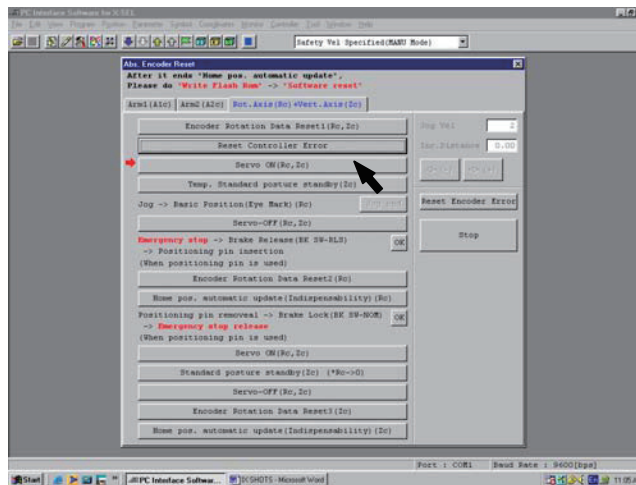 PC Interface Software for X-SEL
File Edit View Program Position Parameter Symbol Coordinates Monitor Controller Tool Window Help
Safety Vel Specified(MANU Mode)
Abs. Encoder Reset
After it ends "Home pos. automatic update",
Please do "Write Flash Rom" -> "Software reset"
Arm1(A1c) Arm2(A2c) Rot.Axis(Rc)+Vert.Axis(Zc)
Encoder Rotation Data Reset1(Rc,Zc)
Reset Controller Error
Servo ON(Rc,Zc)
Temp. Standard posture standby(Zc)
Jog -> Basic Position(Eye Mark)(Rc)
Jog end
Servo-OFF(Rc,Zc)
Emergency stop -> Brake Release(BK SW-RLS)
-> Positioning pin insertion
(When positioning pin is used)
OK
Encoder Rotation Data Reset2(Rc)
Home pos. automatic update(Indispensability)(Rc)
Positioning pin removeal -> Brake Lock(BK SW-NOM)
-> Emergency stop release
(When positioning pin is used)
OK
Servo ON(Rc,Zc)
Standard posture standby(Zc) (*Rc->0)
Servo-OFF(Rc,Zc)
Encoder Rotation Data Reset3(Zc)
Home pos. automatic update(Indispensability)(Zc)
Jog Vel 2
Inc.Distance 0.00
Reset Encoder Error
Stop
Port : COM1 Baud Rate : 9600[bps]
Start
PC Interface Softwar...
IX SHOTS - Microsoft Word
11:05